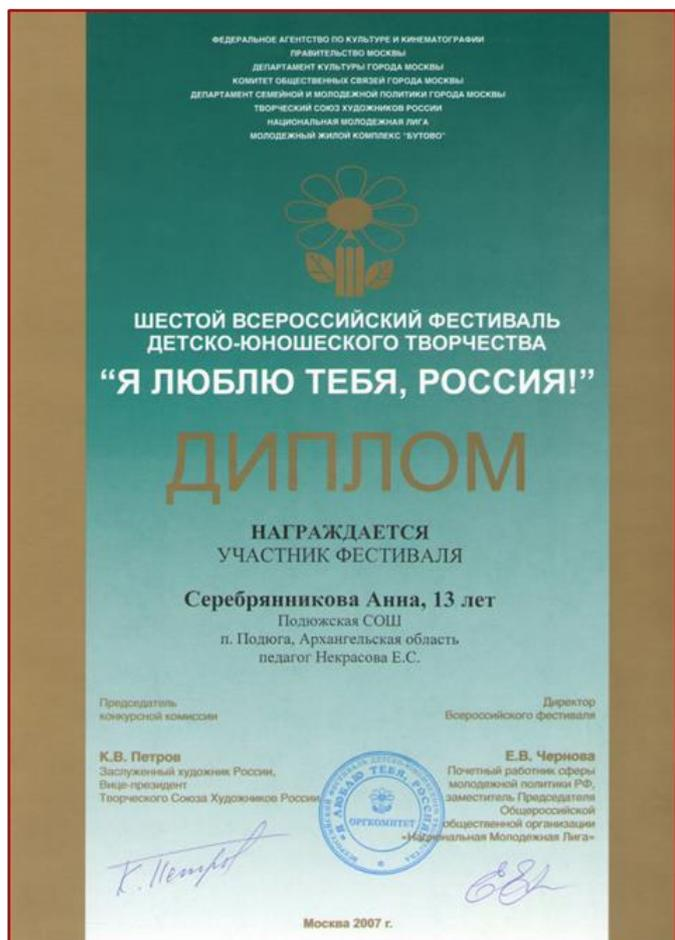 ФЕДЕРАЛЬНОЕ АГЕНТСТВО ПО КУЛЬТУРЕ И КИНЕМАТОГРАФИИ
ПРАВИТЕЛЬСТВО МОСКВЫ
ДЕПАРТАМЕНТ КУЛЬТУРЫ ГОРОДА МОСКВЫ
КОМИТЕТ ОБЩЕСТВЕННЫХ СВЯЗЕЙ ГОРОДА МОСКВЫ
ДЕПАРТАМЕНТ СЕМЕЙНОЙ И МОЛОДЕЖНОЙ ПОЛИТИКИ ГОРОДА МОСКВЫ
ТВОРЧЕСКИЙ СОЮЗ ХУДОЖНИКОВ РОССИИ
НАЦИОНАЛЬНАЯ МОЛОДЕЖНАЯ ЛИГА
МОЛОДЕЖНЫЙ ЖИЛОЙ КОМПЛЕКС "БУТОВО"
ШЕСТОЙ ВСЕРОССИЙСКИЙ ФЕСТИВАЛЬ
ДЕТСКО-ЮНОШЕСКОГО ТВОРЧЕСТВА
“Я ЛЮБЛЮ ТЕБЯ, РОССИЯ!”
ДИПЛОМ
НАГРАЖДАЕТСЯ
УЧАСТНИК ФЕСТИВАЛЯ
Серебрянникова Анна, 13 лет
Подюжская СОШ
п. Подюга, Архангельская область
педагог Некрасова Е.С.
Председатель
конкурсной комиссии
К.В. Петров
Заслуженный художник России,
Вице-президент
Творческого Союза Художников России
К. Петров
Директор
Всероссийского фестиваля
Е.В. Чернова
Почетный работник сферы
молодежной политики РФ,
заместитель Председателя
Общероссийской
общественной организации
«Национальная Молодежная Лига»
Я ЛЮБЛЮ ТЕБЯ, РОССИЯ
ОРГКОМИТЕТ
Москва 2007 г.